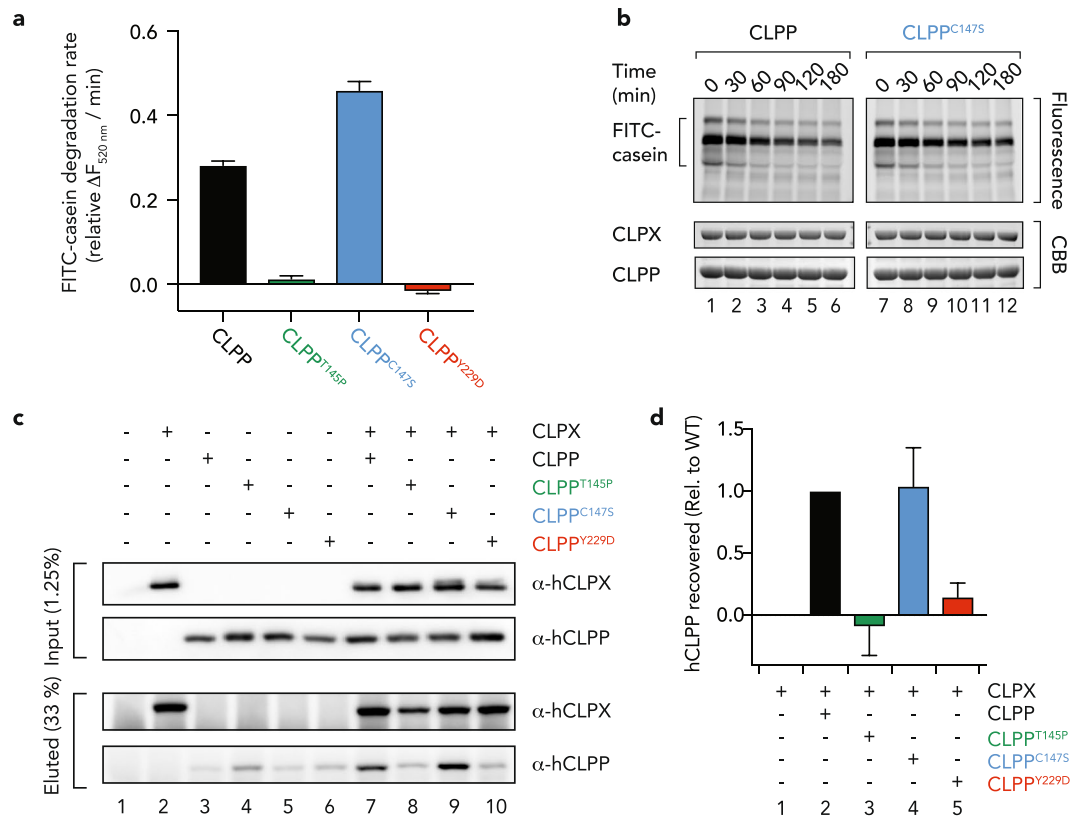 a
FITC-casein degradation rate
(relative ΔF520 nm / min)
0.6
0.4
0.2
0.0
CLPP
CLPPT145P
CLPPC147S
CLPPY229D
b
CLPP
CLPPC147S
Time
(min)
0 30 60 90 120 180
0 30 60 90 120 180
FITC-
casein
Fluorescence
CLPX
CLPP
CBB
1 2 3 4 5 6 7 8 9 10 11 12
c
- + - - - - + + + + CLPX
- - + - - - + - - - CLPP
- - - + - - - + - - CLPPT145P
- - - - + - - - + - CLPPC147S
- - - - - + - - - + CLPPY229D
Input (1.25%)
α-hCLPX
α-hCLPP
Eluted (33 %)
α-hCLPX
α-hCLPP
1 2 3 4 5 6 7 8 9 10
d
hCLPP recovered (Rel. to WT)
1.5
1.0
0.5
0.0
+ + + + + CLPX
- + - - - CLPP
- - + - - CLPPT145P
- - - + - CLPPC147S
- - - - + CLPPY229D
1 2 3 4 5